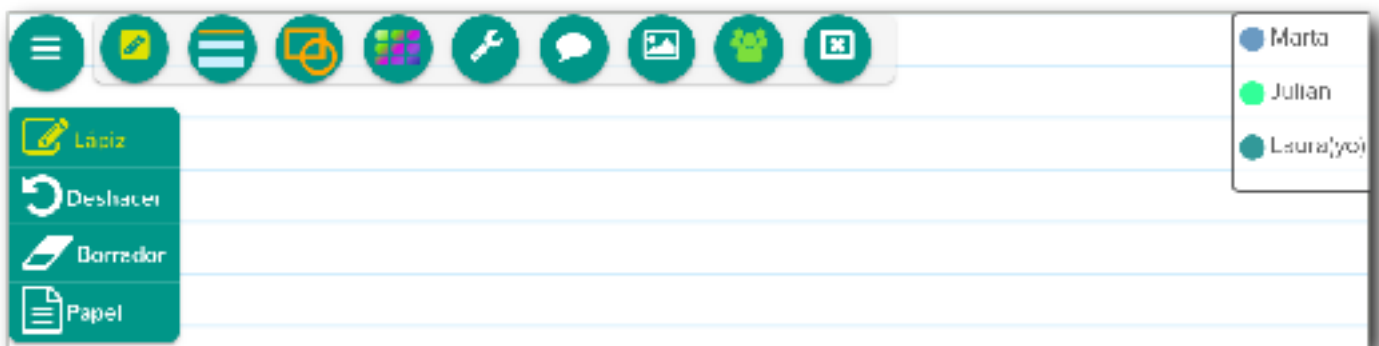 Marta
Julian
Laura(yo)
Lápiz
Deshacer
Borrador
Papel